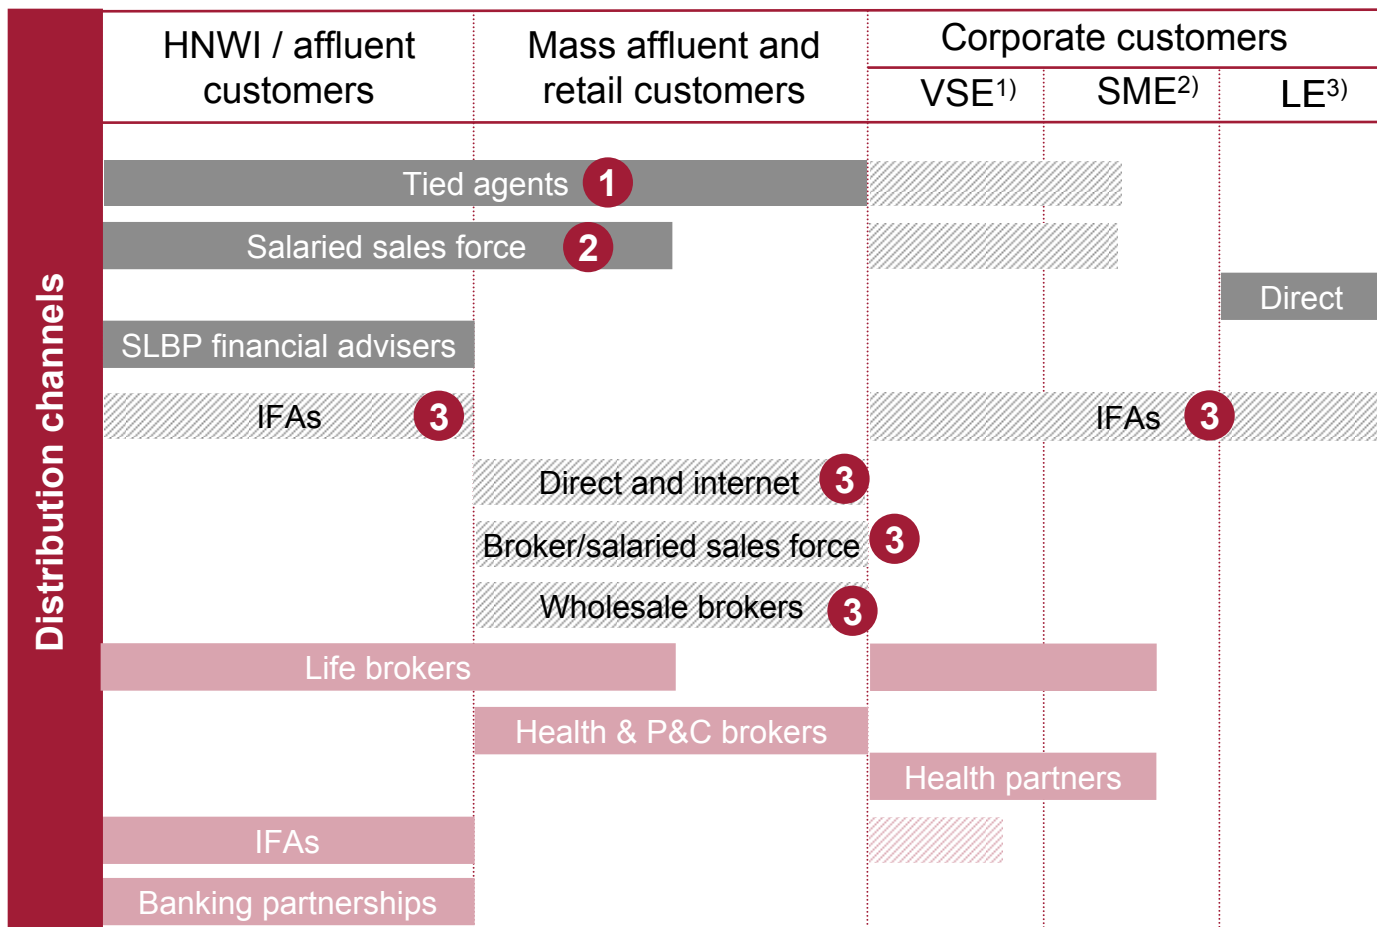 HNWI / affluent
customers
Mass affluent and
retail customers
Corporate customers
VSE1)
SME2)
LE3)
Distribution channels
Tied agents 1
Salaried sales force 2
Direct
SLBP financial advisers
IFAs 3
IFAs 3
Direct and internet 3
Broker/salaried sales force 3
Wholesale brokers 3
Life brokers
Health & P&C brokers
Health partners
IFAs
Banking partnerships